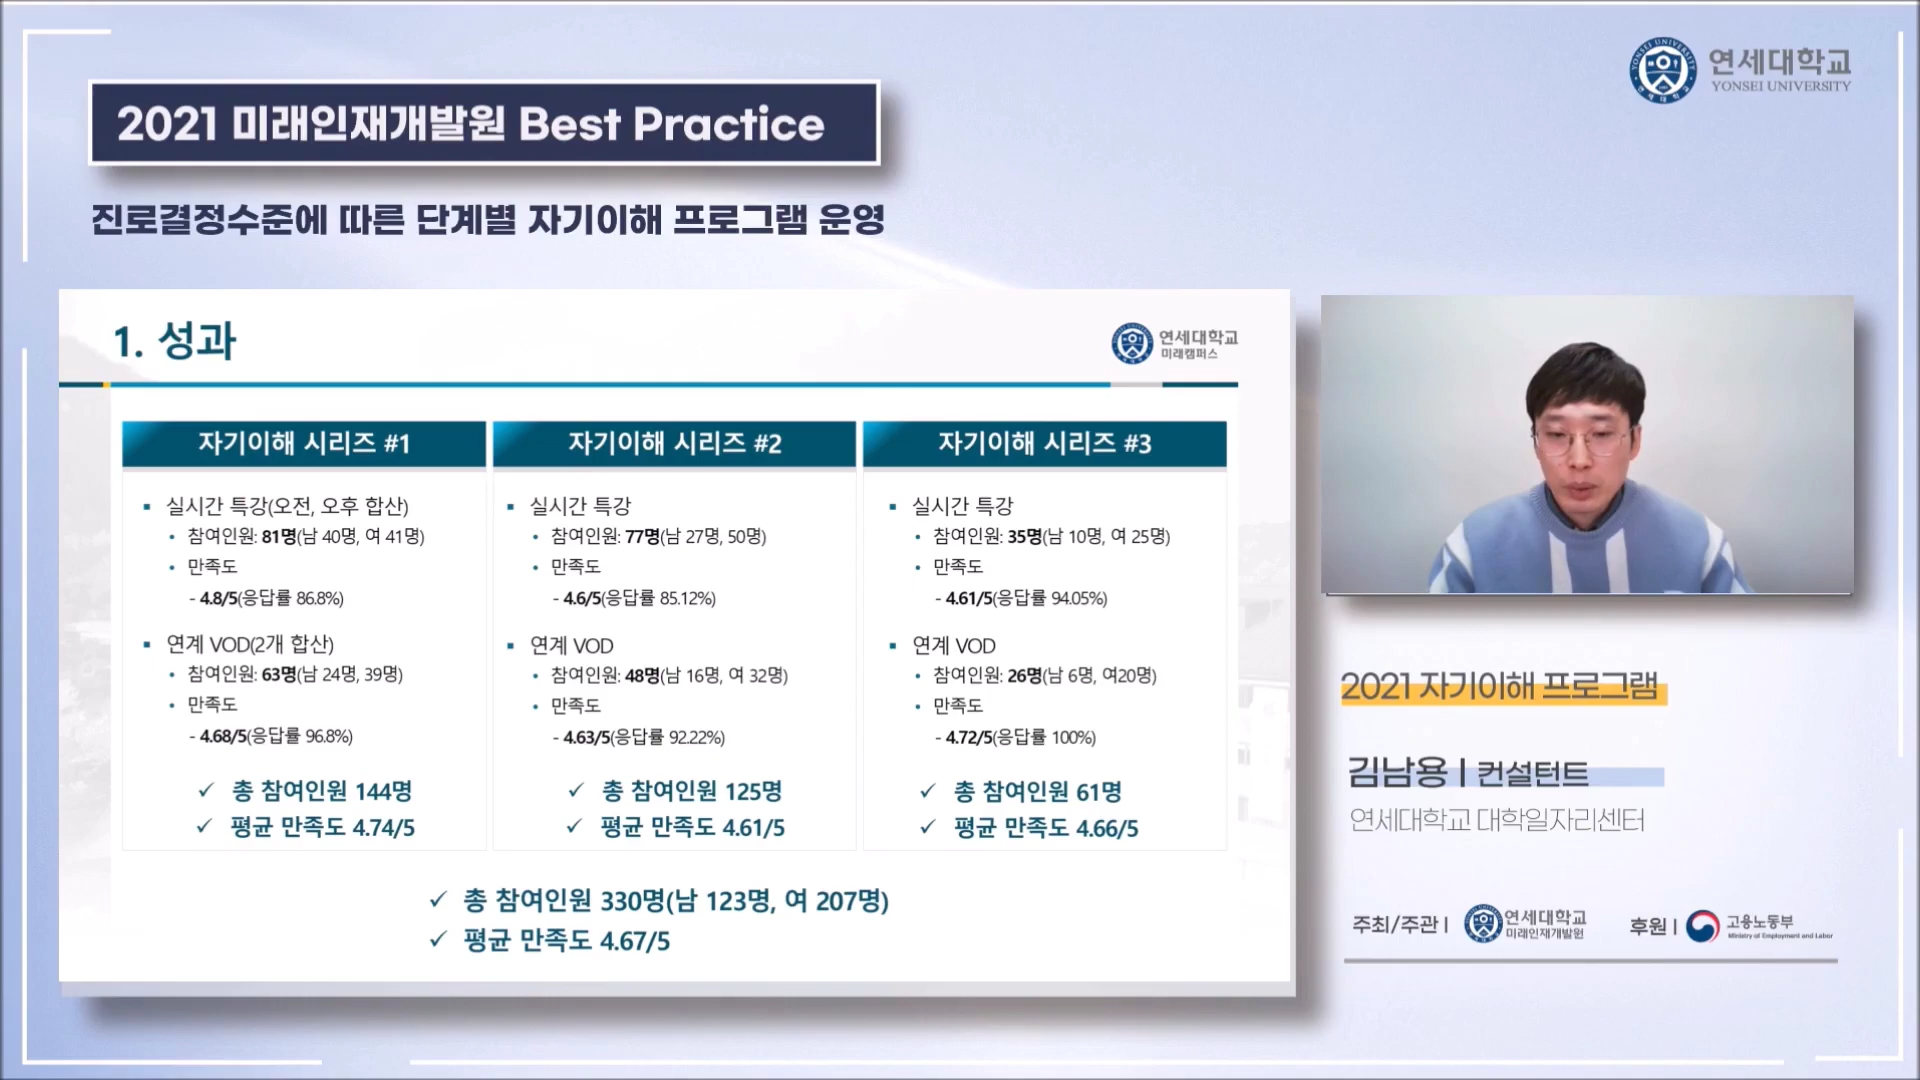 연세대학교
YONSEI UNIVERSITY
2021 미래인재개발원 Best Practice
진로결정수준에 따른 단계별 자기이해 프로그램 운영
1. 성과
연세대학교
미래캠퍼스
자기이해 시리즈 #1
▪ 실시간 특강(오전, 오후 합산)
• 참여인원: 81명(남 40명, 여 41명)
• 만족도
- 4.8/5(응답률 86.8%)
▪ 연계 VOD(2개 합산)
• 참여인원: 63명(남 24명, 39명)
• 만족도
- 4.68/5(응답률 96.8%)
✓ 총 참여인원 144명
✓ 평균 만족도 4.74/5
자기이해 시리즈 #2
▪ 실시간 특강
• 참여인원: 77명(남 27명, 50명)
• 만족도
- 4.6/5(응답률 85.12%)
▪ 연계 VOD
• 참여인원: 48명(남 16명, 여 32명)
• 만족도
- 4.63/5(응답률 92.22%)
✓ 총 참여인원 125명
✓ 평균 만족도 4.61/5
자기이해 시리즈 #3
▪ 실시간 특강
• 참여인원: 35명(남 10명, 여 25명)
• 만족도
- 4.61/5(응답률 94.05%)
▪ 연계 VOD
• 참여인원: 26명(남 6명, 여20명)
• 만족도
- 4.72/5(응답률 100%)
✓ 총 참여인원 61명
✓ 평균 만족도 4.66/5
✓ 총 참여인원 330명(남 123명, 여 207명)
✓ 평균 만족도 4.67/5
2021 자기이해 프로그램
김남용 | 컨설턴트
연세대학교 대학일자리센터
주최/주관 |
연세대학교
미래인재개발원
후원 |
고용노동부
Ministry of Employment and Labor